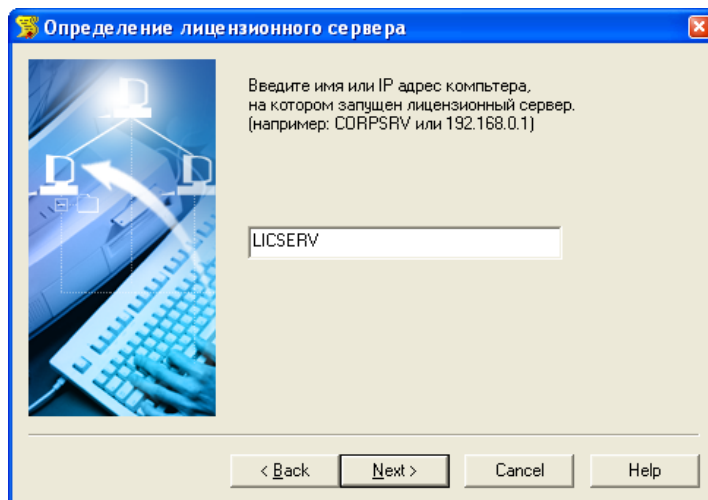 Определение лицензионного сервера
Введите имя или IP адрес компьтера,
на котором запущен лицензионный сервер.
(например: CORPSRV или 192.168.0.1)
LICSERV
< Back
Next >
Cancel
Help